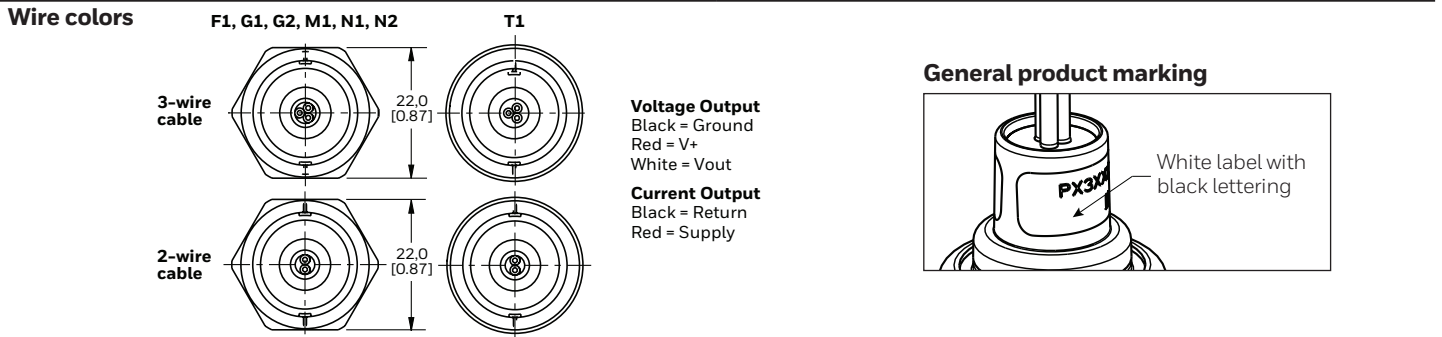 Wire colors
F1, G1, G2, M1, N1, N2
T1
3-wire
cable
22,0
[0.87]
2-wire
cable
22,0
[0.87]
Voltage Output
Black = Ground
Red = V+
White = Vout
Current Output
Black = Return
Red = Supply
General product marking
PX3XX
White label with
black lettering